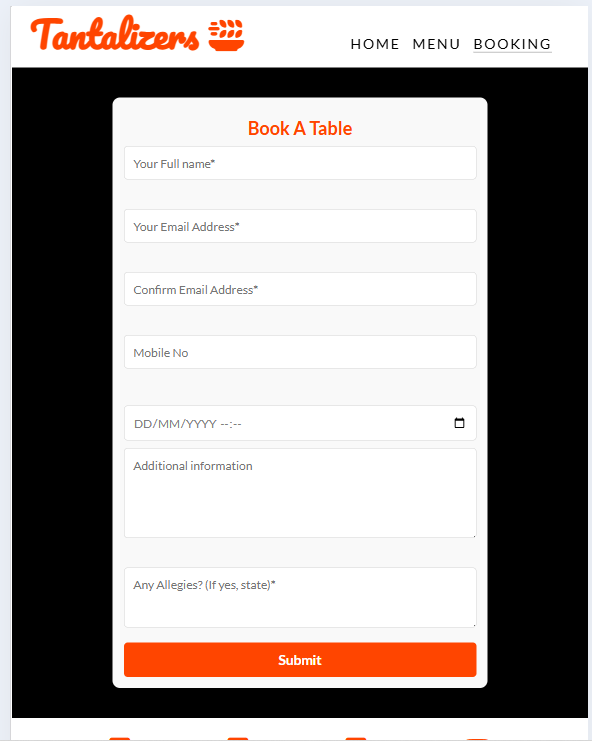 Tantalizers
HOME MENU BOOKING
Book A Table
Your Full name*
Your Email Address*
Confirm Email Address*
Mobile No
DD/MM/YYYY --:--
Additional information
Any Allegies? (If yes, state)*
Submit